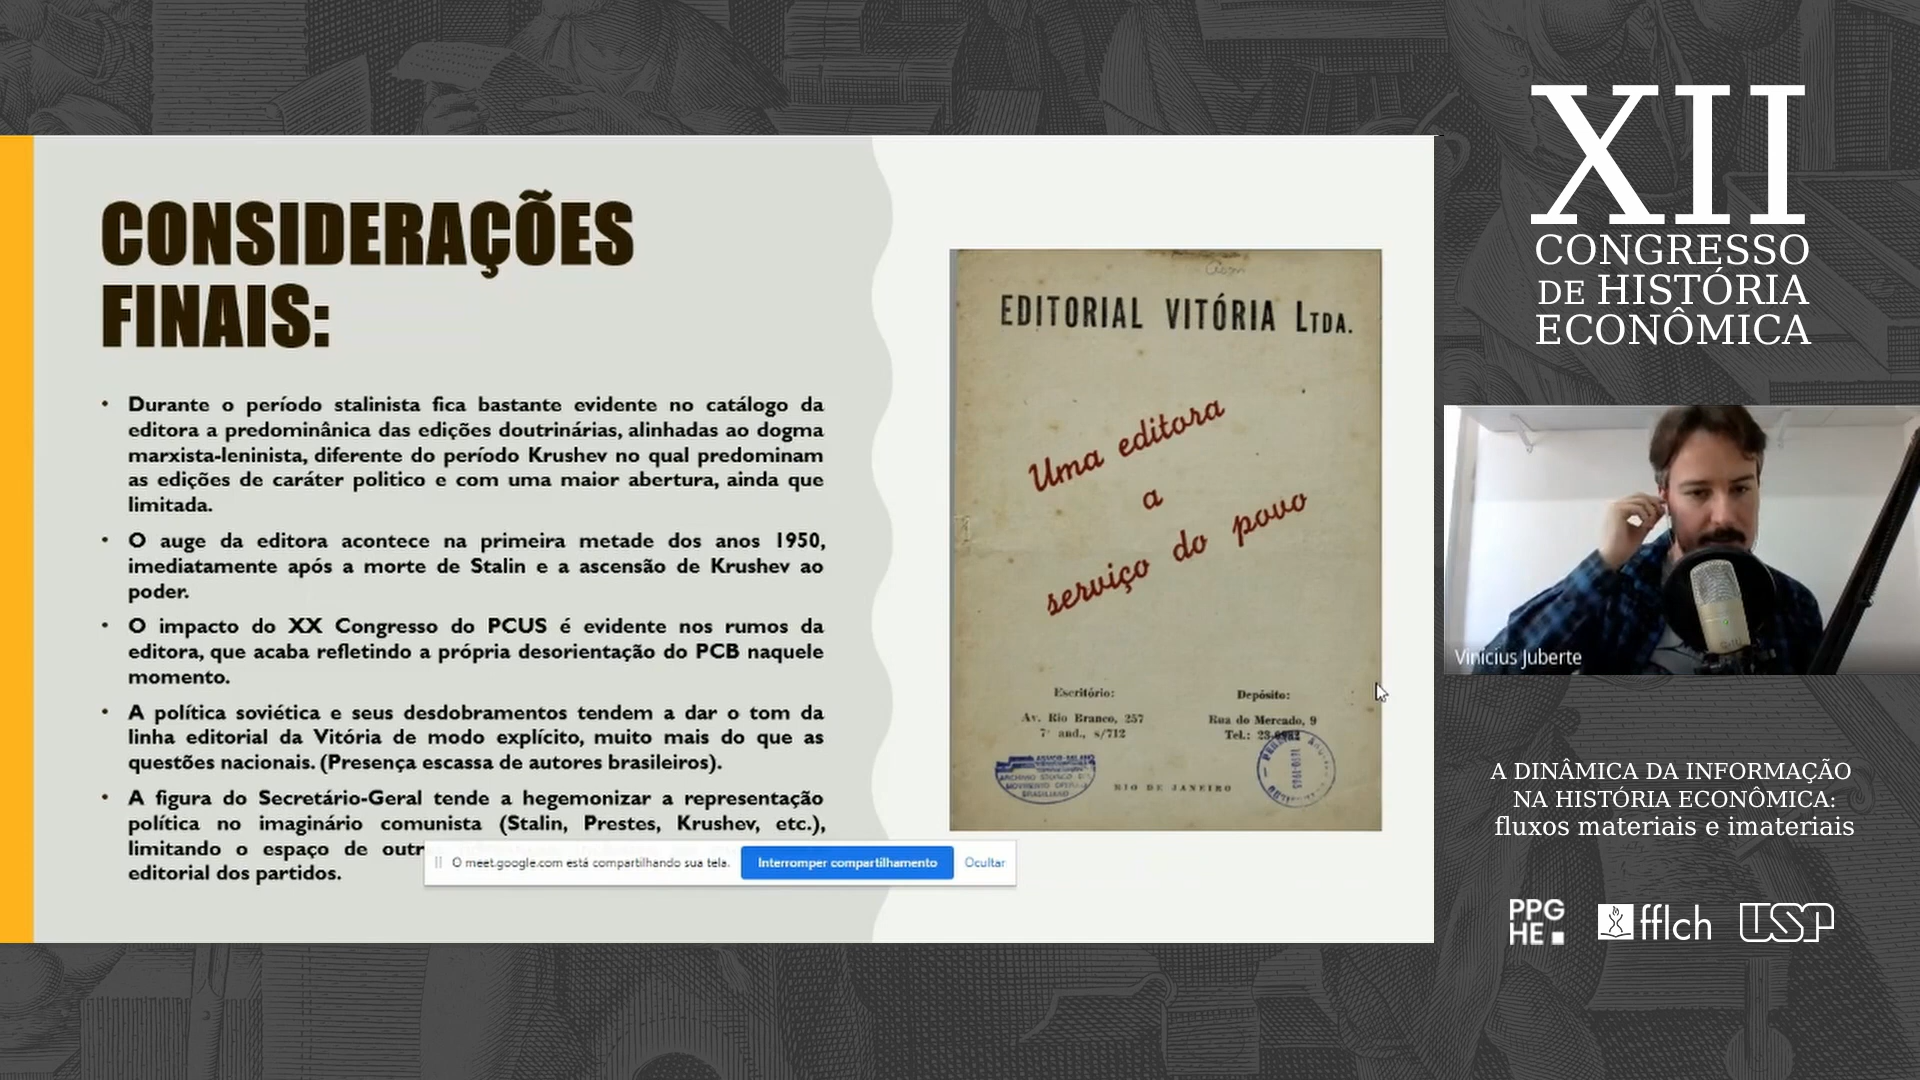 CONSIDERAÇÕES
FINAIS:
• Durante o período stalinista fica bastante evidente no catálogo da
editora a predominânica das edições doutrinárias, alinhadas ao dogma
marxista-leninista, diferente do período Krushev no qual predominam
as edições de caráter politico e com uma maior abertura, ainda que
limitada.
• O auge da editora acontece na primeira metade dos anos 1950,
imediatamente após a morte de Stalin e a ascensão de Krushev ao
poder.
• O impacto do XX Congresso do PCUS é evidente nos rumos da
editora, que acaba refletindo a própria desorientação do PCB naquele
momento.
• A política soviética e seus desdobramentos tendem a dar o tom da
linha editorial da Vitória de modo explícito, muito mais do que as
questões nacionais. (Presença escassa de autores brasileiros).
• A figura do Secretário-Geral tende a hegemonizar a representação
política no imaginário comunista (Stalin, Prestes, Krushev, etc.),
limitando o espaço de outr
editorial dos partidos.
O meet.google.com está compartilhando sua tela. Interromper compartilhamento Ocultar
EDITORIAL VITÓRIA LTDA.
Uma editora
a
serviço do povo
Escritório: Depósito:
Av. Rio Branco, 257 Rua do Mercado, 9
7º and., s/712 Tel.:
ARCHIVIO STORICO DEL
MOVIMENTO OPERAIO
BRASILIANO
RIO DE JANEIRO
XII
CONGRESSO
DE HISTÓRIA
ECONÔMICA
Vinicius Juberte
A DINÂMICA DA INFORMAÇÃO
NA HISTÓRIA ECONÔMICA:
fluxos materiais e imateriais
PPG
HE
fflch
USP